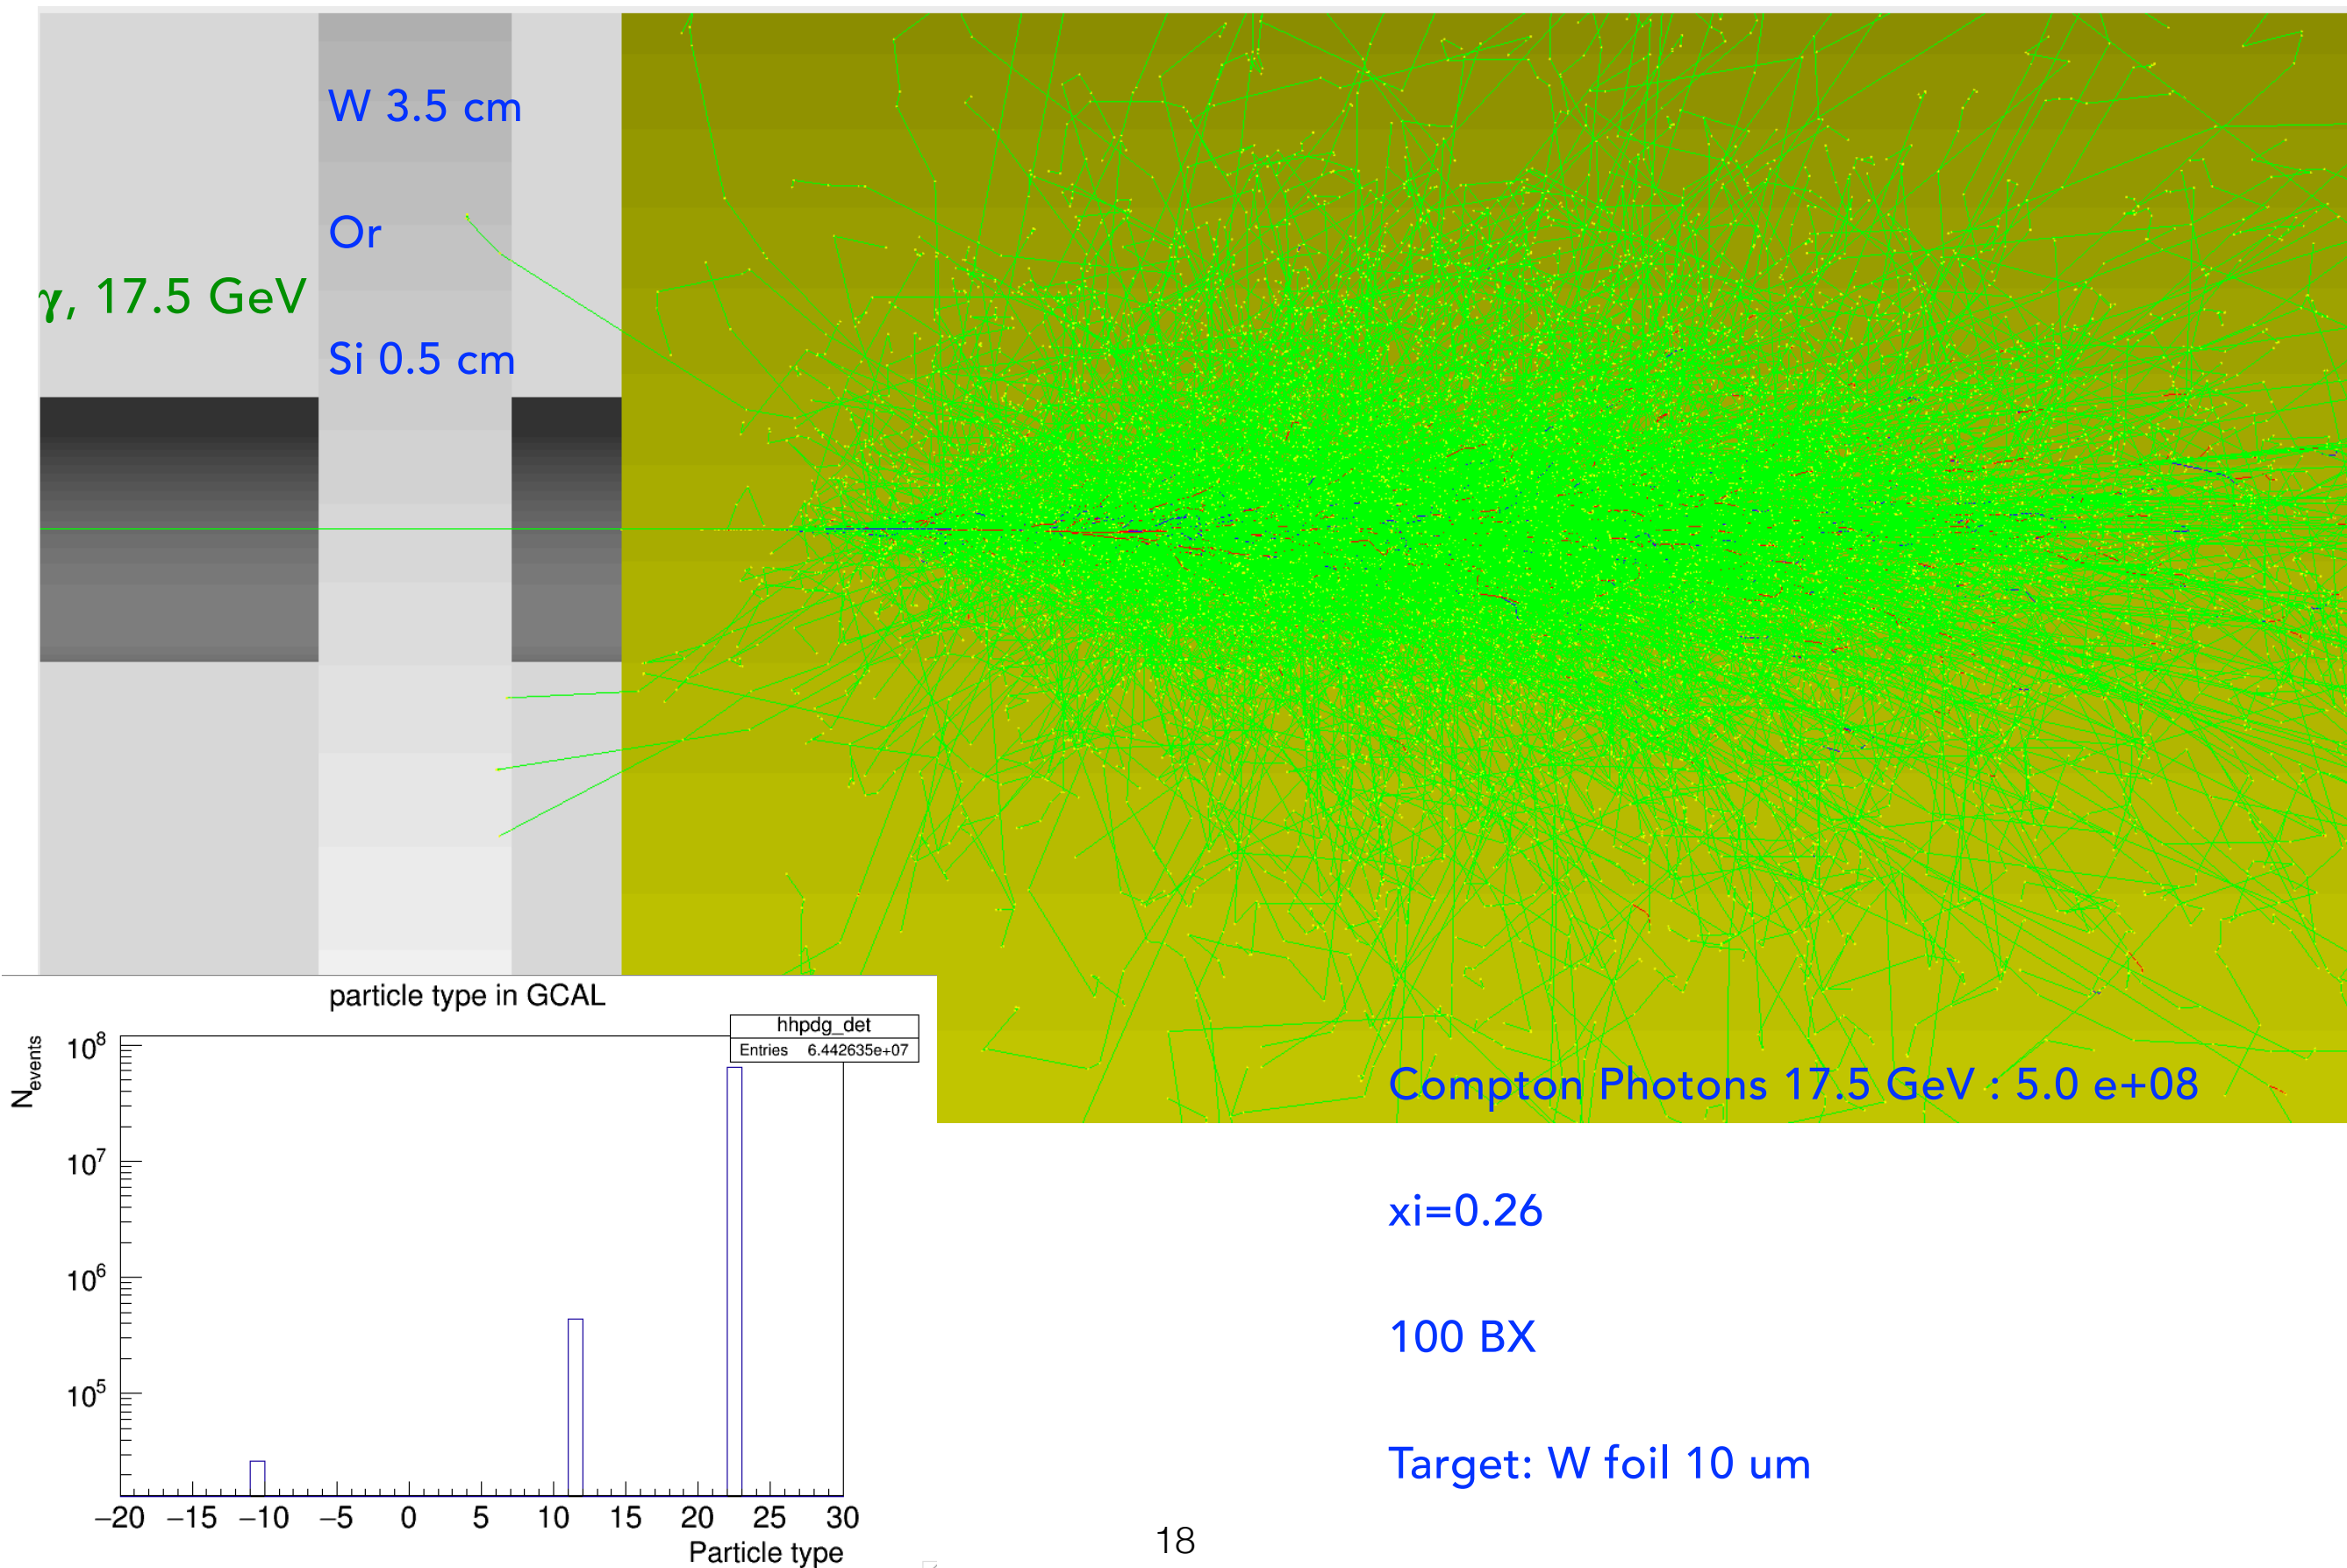 W 3.5 cm
Or
γ, 17.5 GeV
Si 0.5 cm
particle type in GCAL
hhpdg_det
Entries 6.442635e+07
N_events
10^8
10^7
10^6
10^5
−20 −15 −10 −5 0 5 10 15 20 25 30
Particle type
Compton Photons 17.5 GeV : 5.0 e+08
xi=0.26
100 BX
Target: W foil 10 um
18